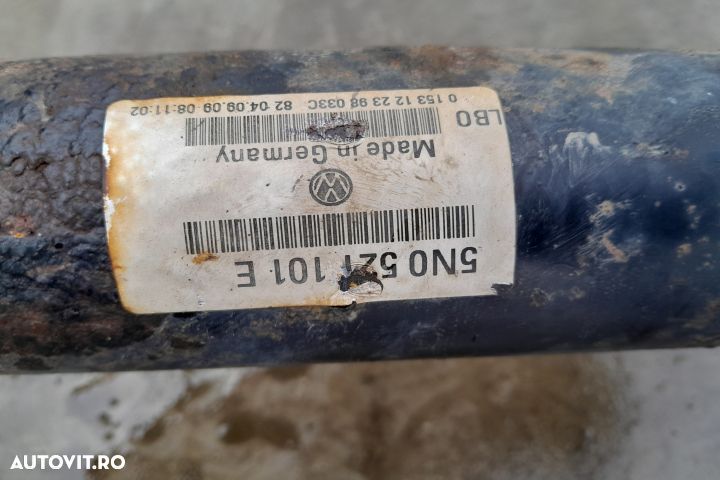 5N0 521 101 E
Made in Germany
LBO
0 153 12 23 98 033C 82 04.09.09 08:11:02
AUTOVIT.RO